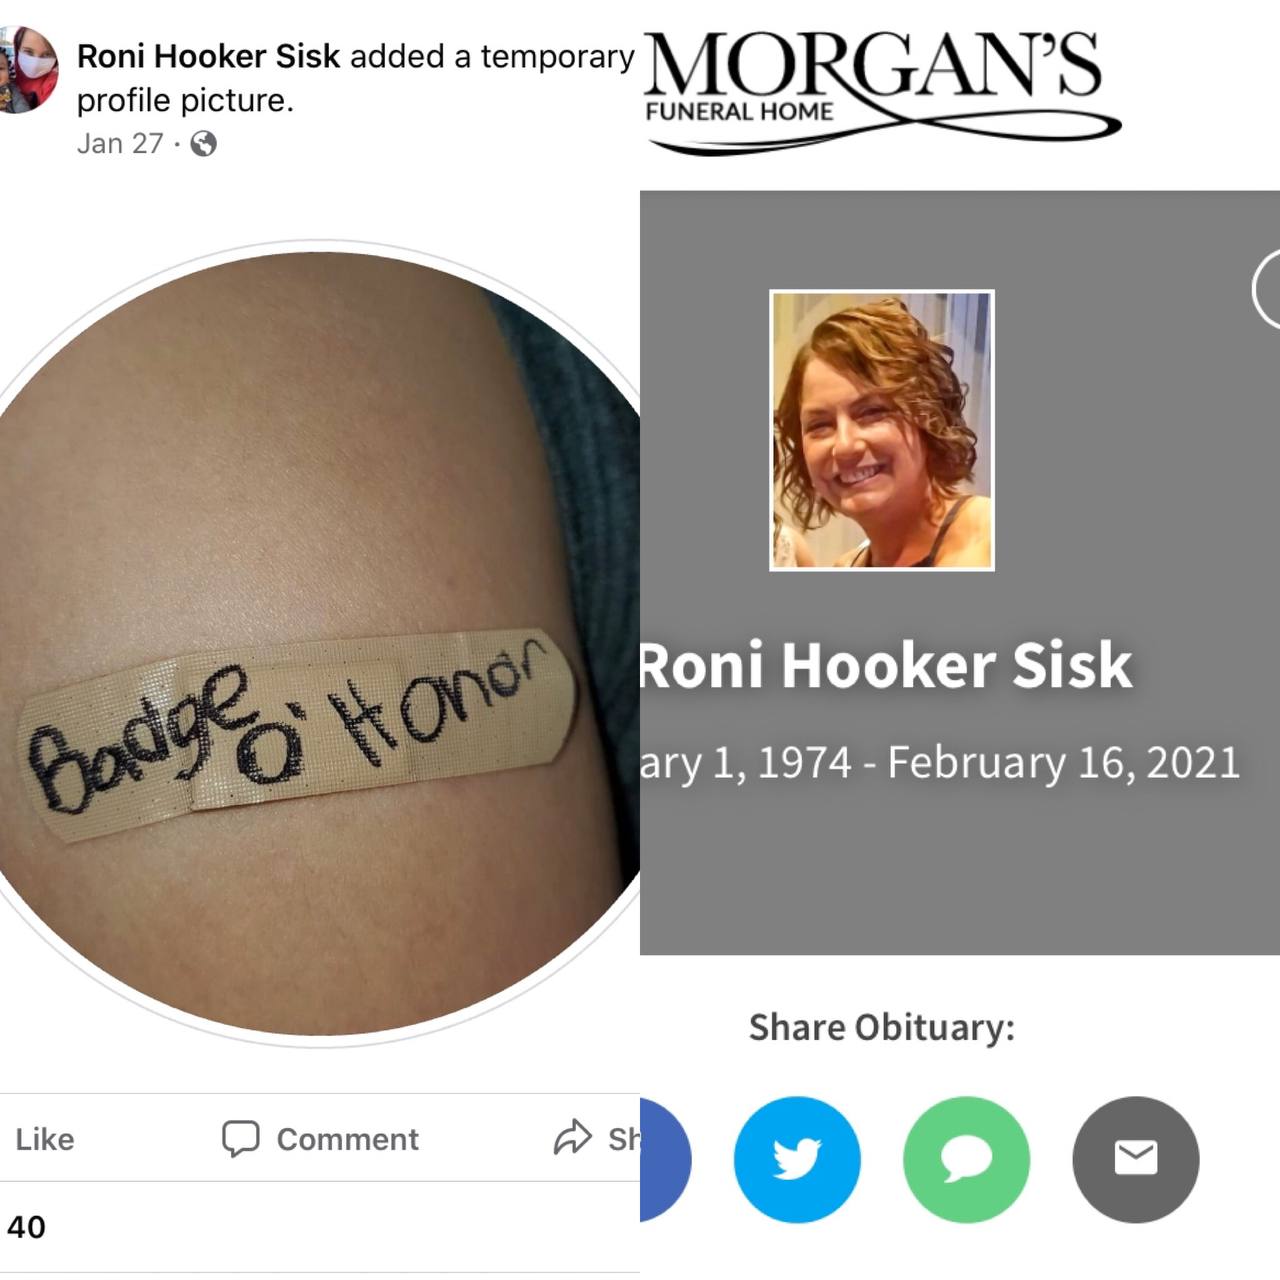 Roni Hooker Sisk added a temporary
profile picture.
Jan 27 ·
Badge
O' Honor
Like
Comment
Sh
40
MORGAN'S
FUNERAL HOME
Roni Hooker Sisk
ary 1, 1974 - February 16, 2021
Share Obituary: